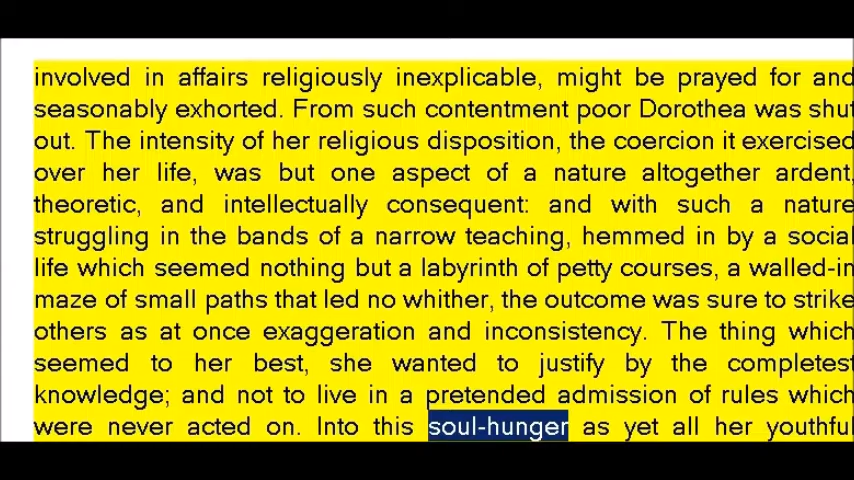 involved in affairs religiously inexplicable, might be prayed for and
seasonably exhorted. From such contentment poor Dorothea was shut
out. The intensity of her religious disposition, the coercion it exercised
over her life, was but one aspect of a nature altogether ardent,
theoretic, and intellectually consequent: and with such a nature
struggling in the bands of a narrow teaching, hemmed in by a social
life which seemed nothing but a labyrinth of petty courses, a walled-in
maze of small paths that led no whither, the outcome was sure to strike
others as at once exaggeration and inconsistency. The thing which
seemed to her best, she wanted to justify by the completest
knowledge; and not to live in a pretended admission of rules which
were never acted on. Into this soul-hunger as yet all her youthful